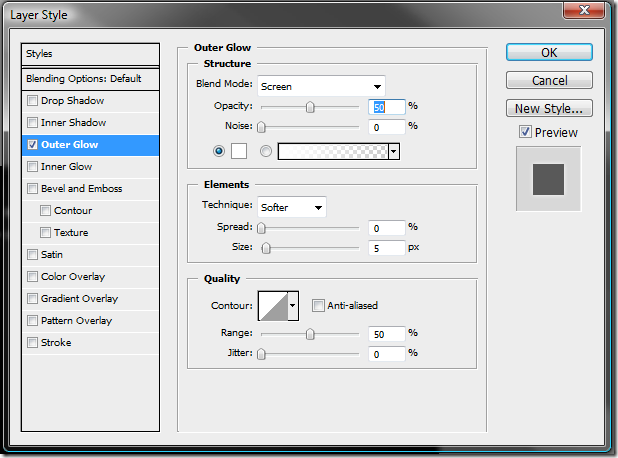 Layer Style
Styles
Blending Options: Default
Drop Shadow
Inner Shadow
Outer Glow
Inner Glow
Bevel and Emboss
Contour
Texture
Satin
Color Overlay
Gradient Overlay
Pattern Overlay
Stroke
Outer Glow
Structure
Blend Mode: Screen
Opacity: 50 %
Noise: 0 %
Elements
Technique: Softer
Spread: 0 %
Size: 5 px
Quality
Contour: Anti-aliased
Range: 50 %
Jitter: 0 %
OK
Cancel
New Style...
Preview